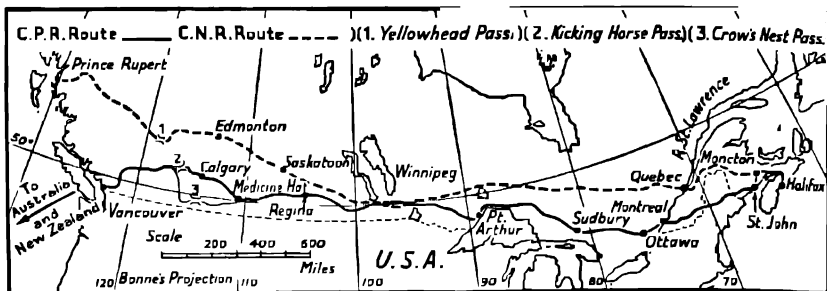 C.P.R.Route C.N.R.Route )(1. Yellowhead Pass)(2. Kicking Horse Pass)(3. Crow's Nest Pass
Prince Rupert
R. St. Lawrence
50°
1
Edmonton
2
Calgary
Saskatoon
Winnipeg
Quebec
Moncton
3
Medicine Hat
Halifax
To
Australia
and
New Zealand
Vancouver
Regina
Pt.
Arthur
Montreal
St. John
Sudbury
Ottawa
Scale
200 400 600
Miles
U.S.A.
120 Bonne's Projection 110 100 90 80 70